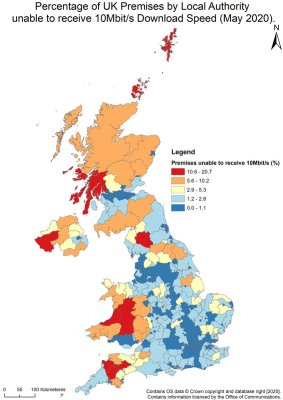 Percentage of UK Premises by Local Authority
unable to receive 10Mbit/s Download Speed (May 2020).
N
Legend
Premises unable to receive 10Mbit/s (%)
10.6 - 20.7
5.6 - 10.2
2.9 - 5.3
1.2 - 2.8
0.0 - 1.1
0 50 100 Kilometeres
Contains OS data © Crown copyright and database right [2020].
Contains information licensed by the Office of Communications.